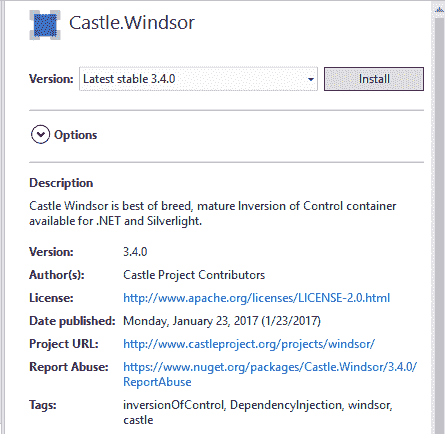 Castle.Windsor
Version: Latest stable 3.4.0 Install
Options
Description
Castle Windsor is best of breed, mature Inversion of Control container
available for .NET and Silverlight.
Version: 3.4.0
Author(s): Castle Project Contributors
License: http://www.apache.org/licenses/LICENSE-2.0.html
Date published: Monday, January 23, 2017 (1/23/2017)
Project URL: http://www.castleproject.org/projects/windsor/
Report Abuse: https://www.nuget.org/packages/Castle.Windsor/3.4.0/
ReportAbuse
Tags: inversionOfControl, DependencyInjection, windsor,
castle